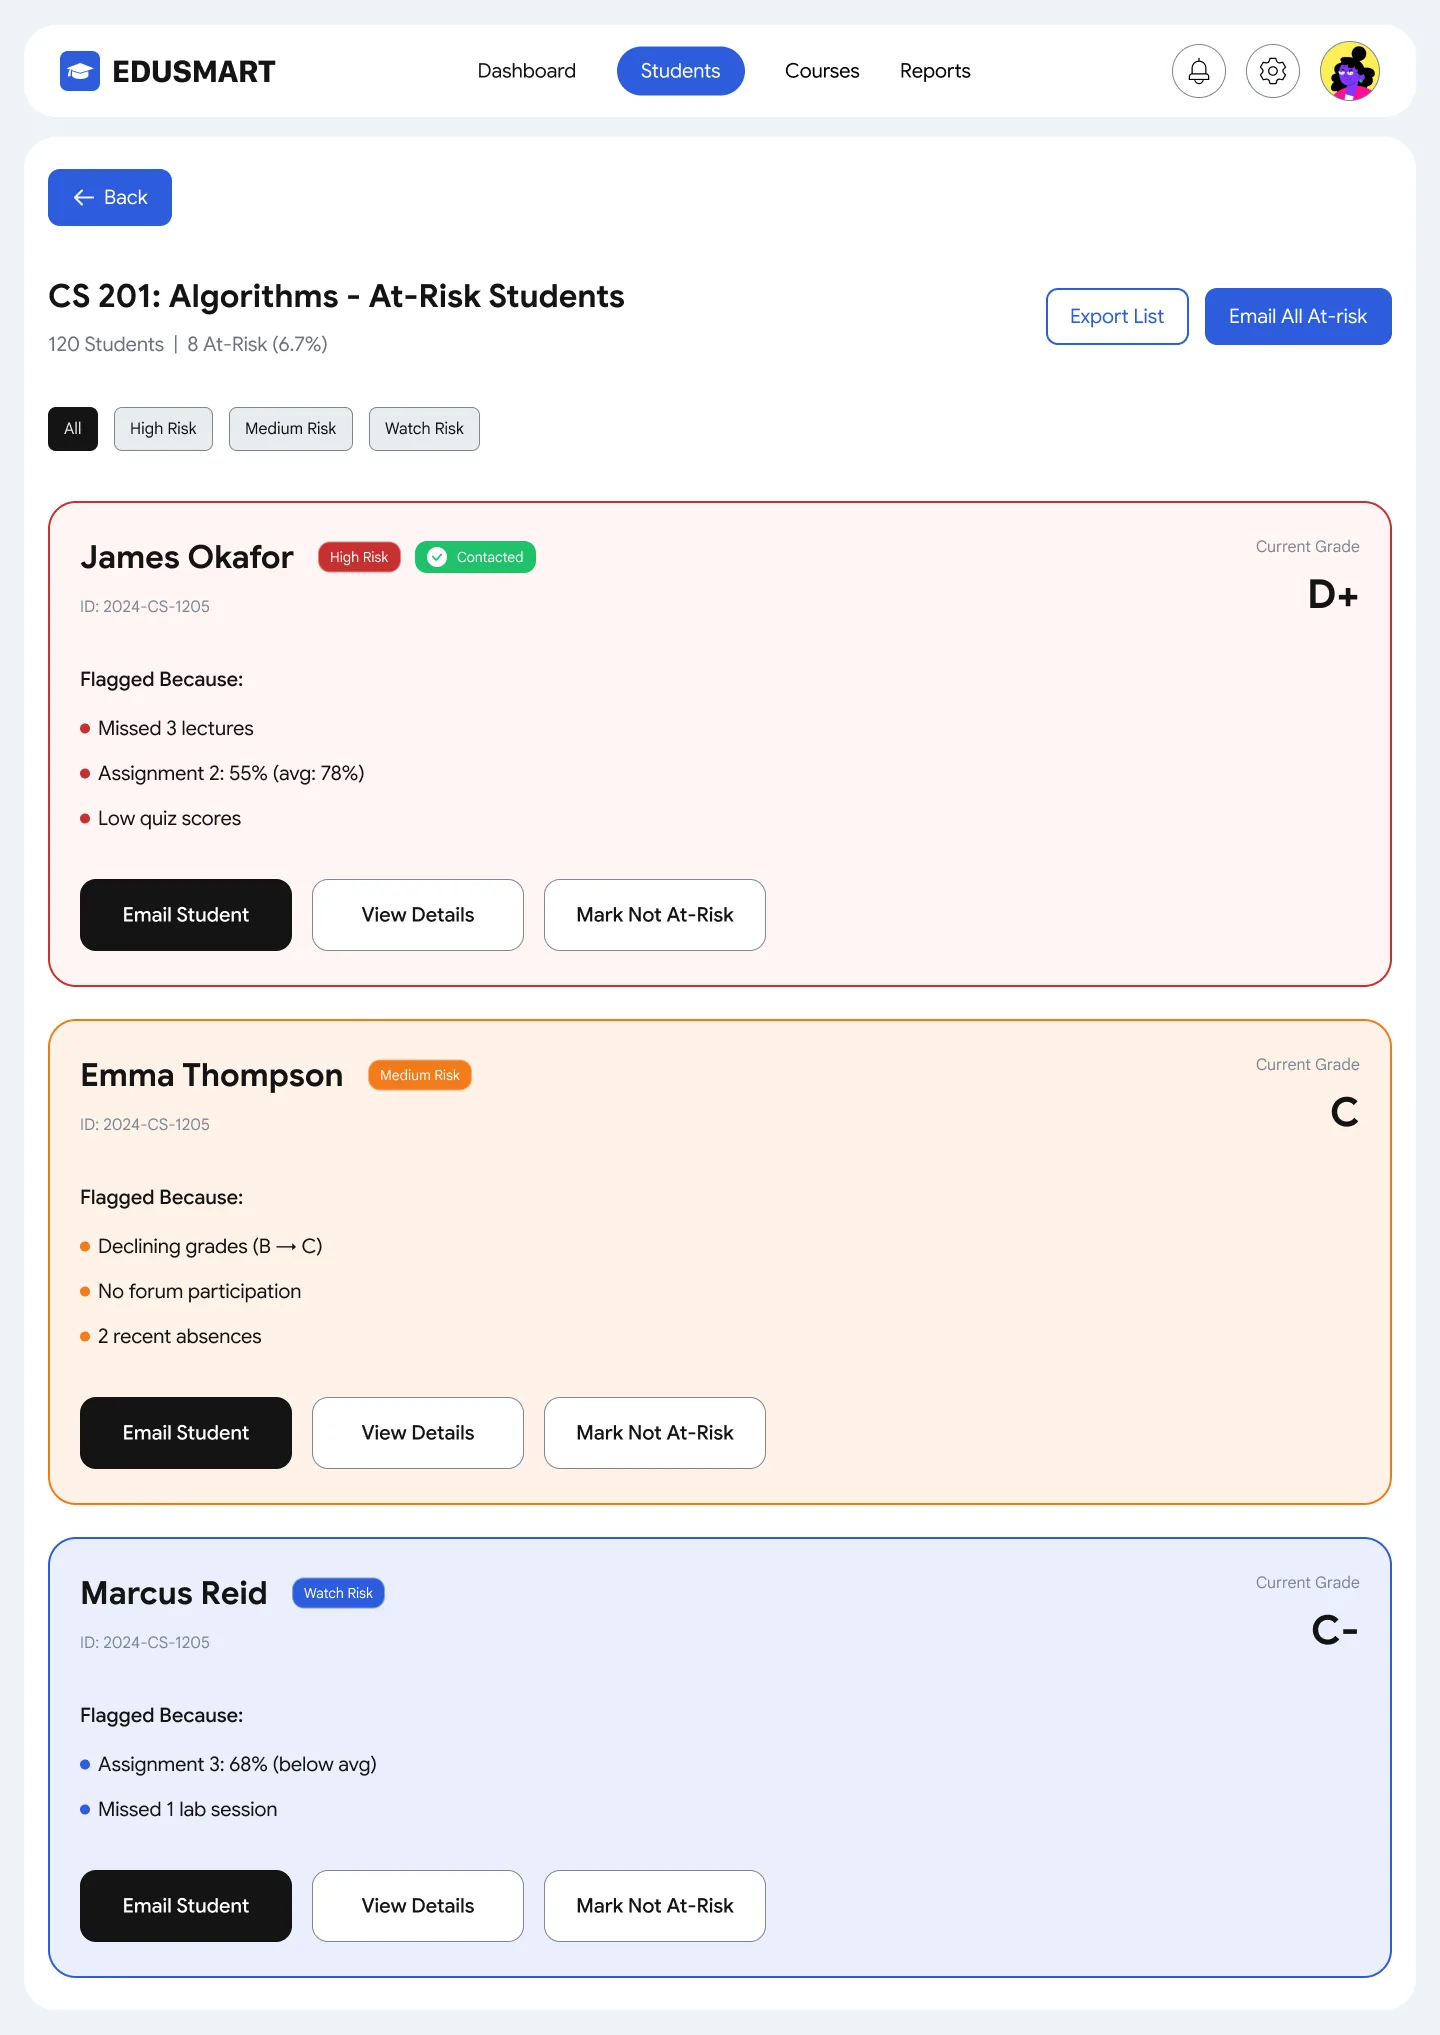 EDUSMART
Dashboard
Students
Courses
Reports
← Back
CS 201: Algorithms - At-Risk Students
120 Students | 8 At-Risk (6.7%)
Export List
Email All At-risk
All
High Risk
Medium Risk
Watch Risk
James Okafor
High Risk
Contacted
Current Grade
D+
ID: 2024-CS-1205
Flagged Because:
Missed 3 lectures
Assignment 2: 55% (avg: 78%)
Low quiz scores
Email Student
View Details
Mark Not At-Risk
Emma Thompson
Medium Risk
Current Grade
C
ID: 2024-CS-1205
Flagged Because:
Declining grades (B → C)
No forum participation
2 recent absences
Email Student
View Details
Mark Not At-Risk
Marcus Reid
Watch Risk
Current Grade
C-
ID: 2024-CS-1205
Flagged Because:
Assignment 3: 68% (below avg)
Missed 1 lab session
Email Student
View Details
Mark Not At-Risk